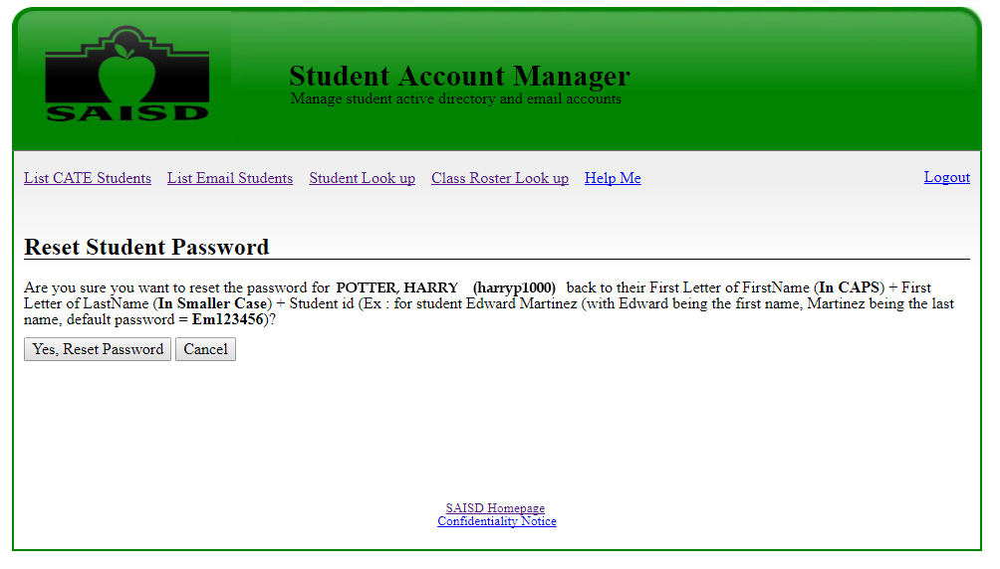 SAISD
Student Account Manager
Manage student active directory and email accounts
List CATE Students List Email Students Student Look up Class Roster Look up Help Me Logout
Reset Student Password
Are you sure you want to reset the password for POTTER, HARRY (harryp1000) back to their First Letter of FirstName (In CAPS) + First
Letter of LastName (In Smaller Case) + Student id (Ex : for student Edward Martinez (with Edward being the first name, Martinez being the last
name, default password = Em123456)?
Yes, Reset Password Cancel
SAISD Homepage
Confidentiality Notice